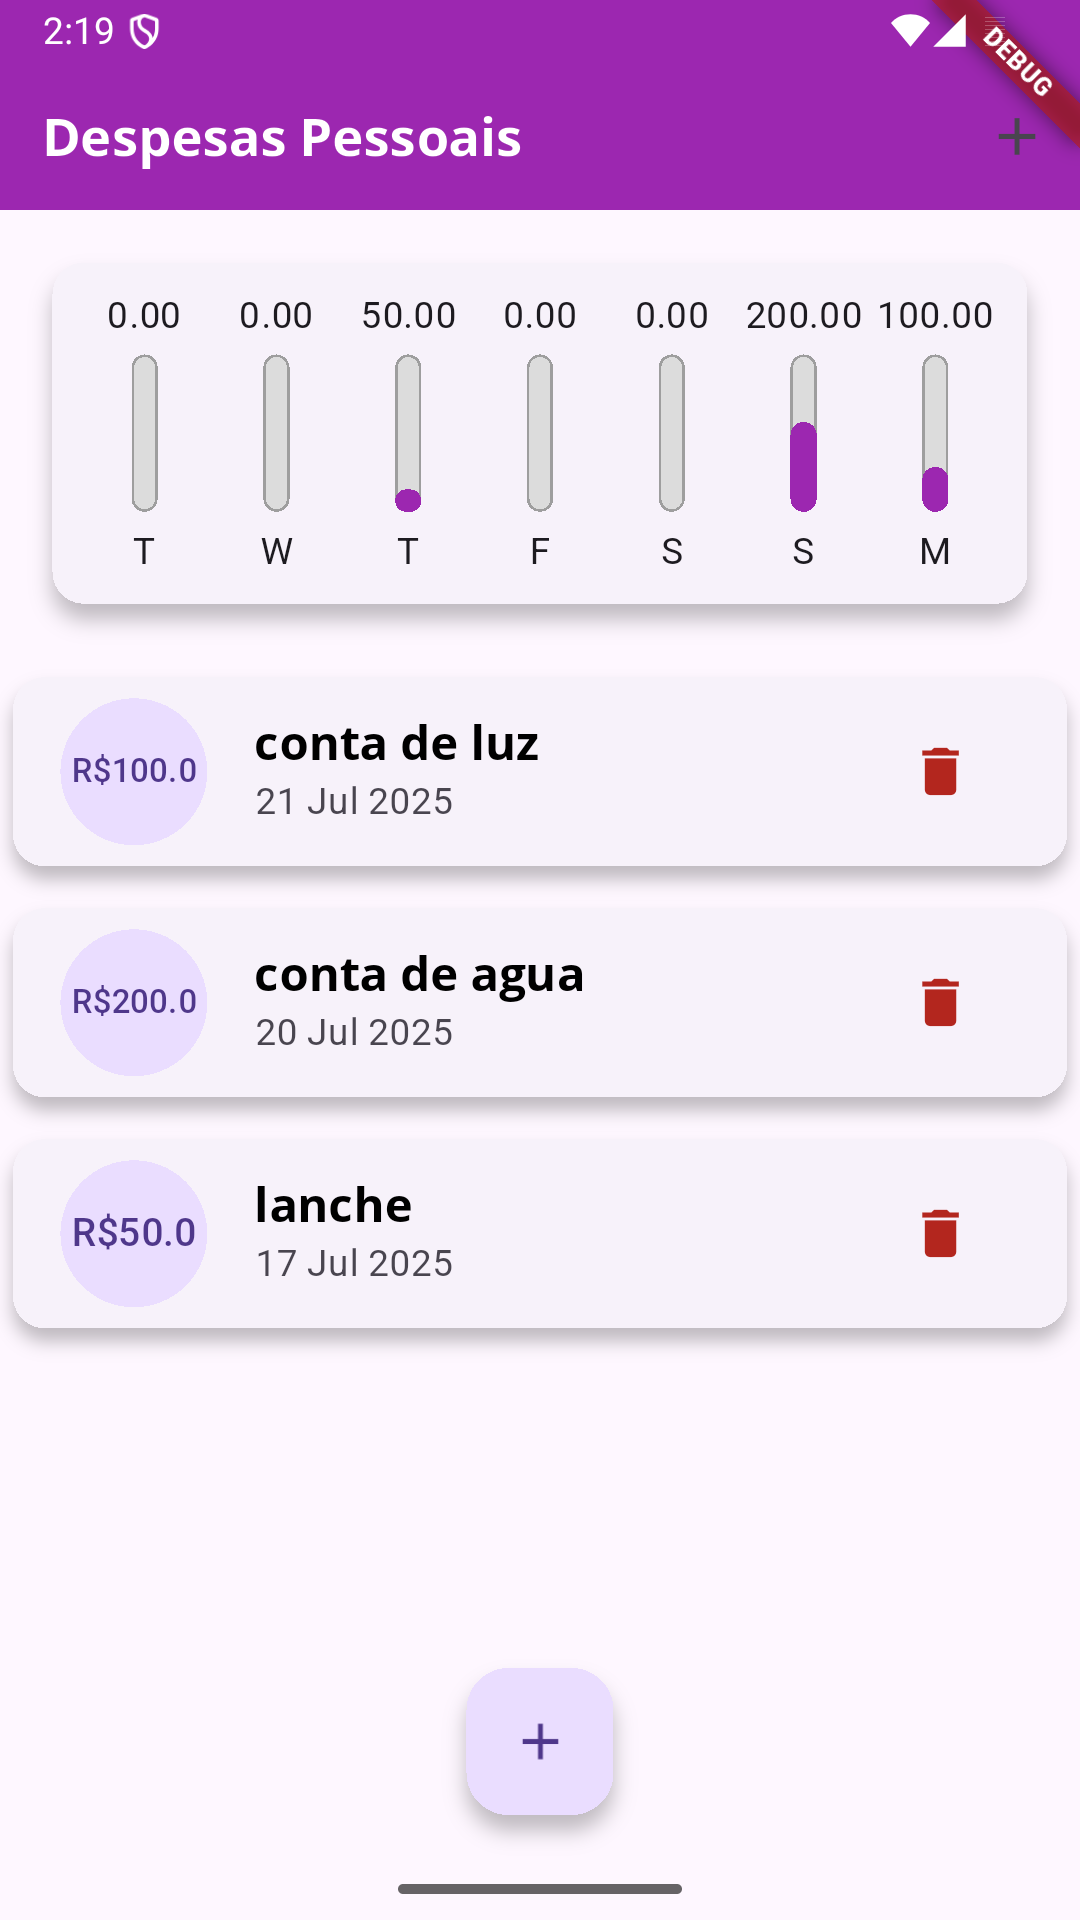 2:19
DEBUG
Despesas Pessoais
0.00 0.00 50.00 0.00 0.00 200.00 100.00
T W T F S S M
R$100.0
conta de luz
21 Jul 2025
R$200.0
conta de agua
20 Jul 2025
R$50.0
lanche
17 Jul 2025